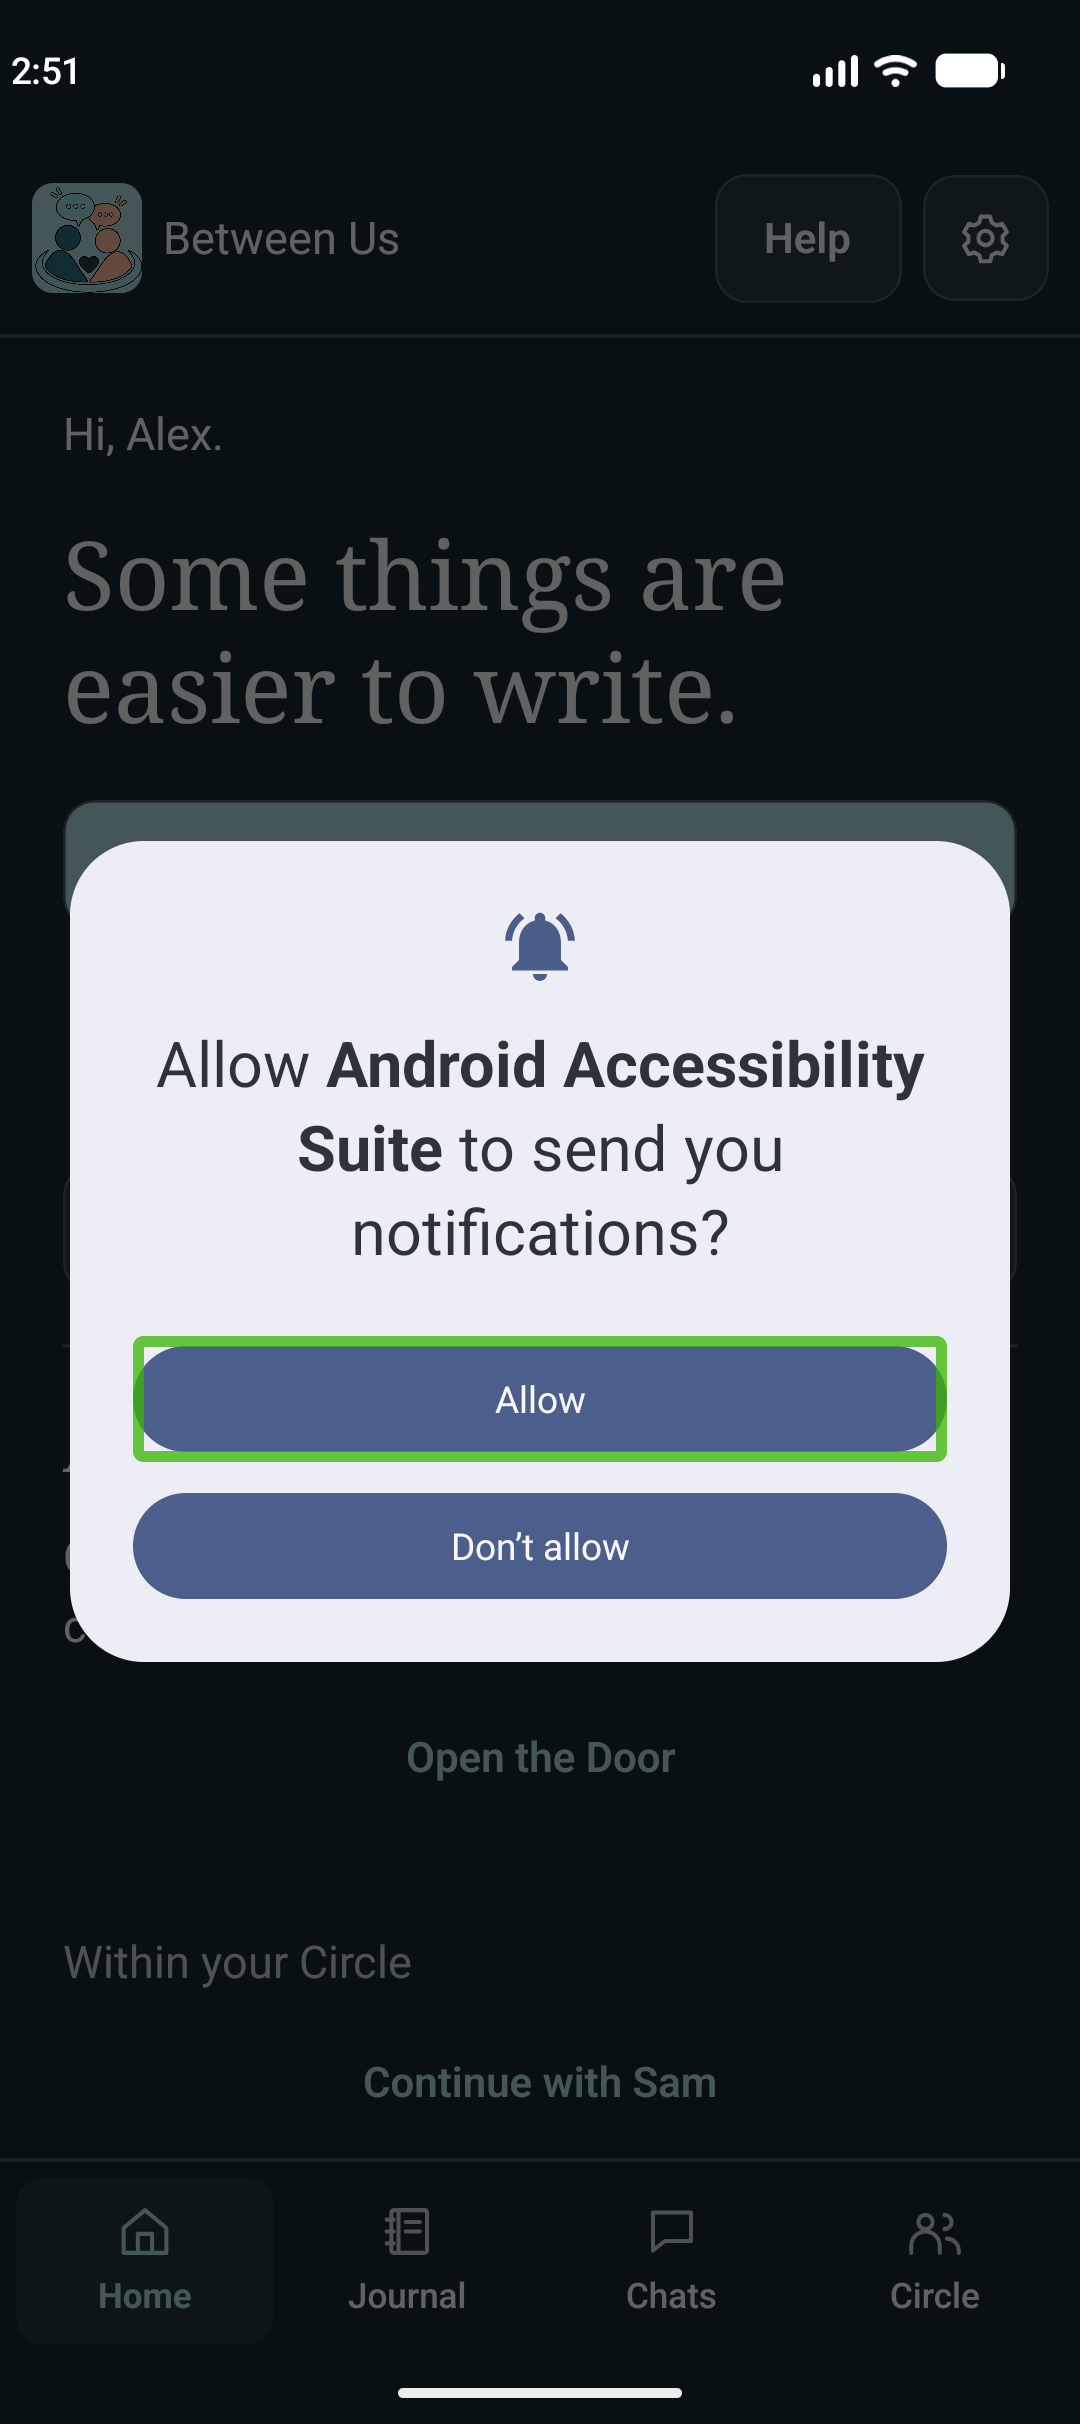 2:51
Between Us
Help
Hi, Alex.
Some things are
easier to write.
Allow Android Accessibility
Suite to send you
notifications?
Allow
Don’t allow
Open the Door
Within your Circle
Continue with Sam
Home
Journal
Chats
Circle